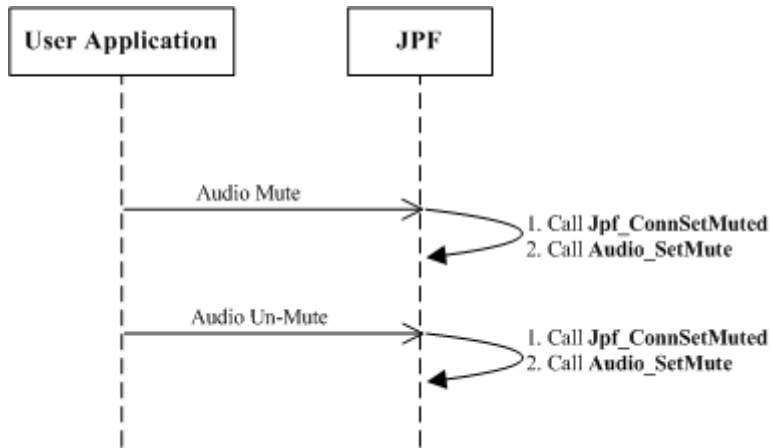 User Application
JPF
Audio Mute
1. Call Jpf_ConnSetMuted
2. Call Audio_SetMute
Audio Un-Mute
1. Call Jpf_ConnSetMuted
2. Call Audio_SetMute